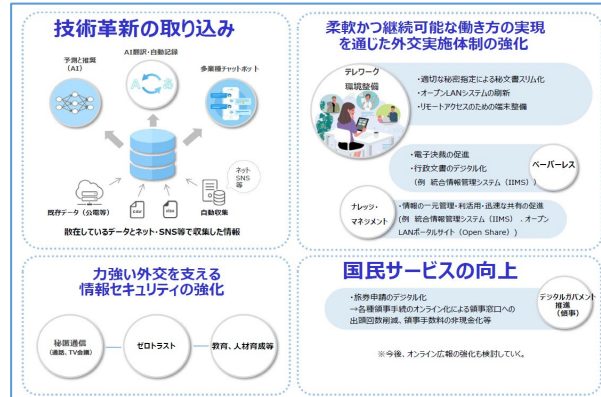 技術革新の取り込み
AI翻訳・自動記録
予測と推奨
(AI)
多業種チャットボット
ネット
SNS
等
既存データ(公電等)
csv
xlsx
自動収集
散在しているデータとネット・SNS等で収集した情報
柔軟かつ継続可能な働き方の実現
を通じた外交実施体制の強化
テレワーク
環境整備
・適切な秘密指定による秘文書スリム化
・オープンLANシステムの刷新
・リモートアクセスのための端末整備
・電子決裁の促進
・行政文書のデジタル化
(例 統合情報管理システム(IIMS))
ペーパーレス
ナレッジ・
マネジメント
・情報の一元管理・利活用・迅速な共有の促進
(例 統合情報管理システム(IIMS)、オープン
LANポータルサイト(Open Share))
力強い外交を支える
情報セキュリティの強化
秘匿通信
(通話、TV会議)
ゼロトラスト
教育、人材育成等
国民サービスの向上
・旅券申請のデジタル化
→各種領事手続のオンライン化による領事窓口への
出頭回数削減、領事手数料の非現金化等
デジタルガバメント
推進
(領事)
※今後、オンライン広報の強化も検討していく。